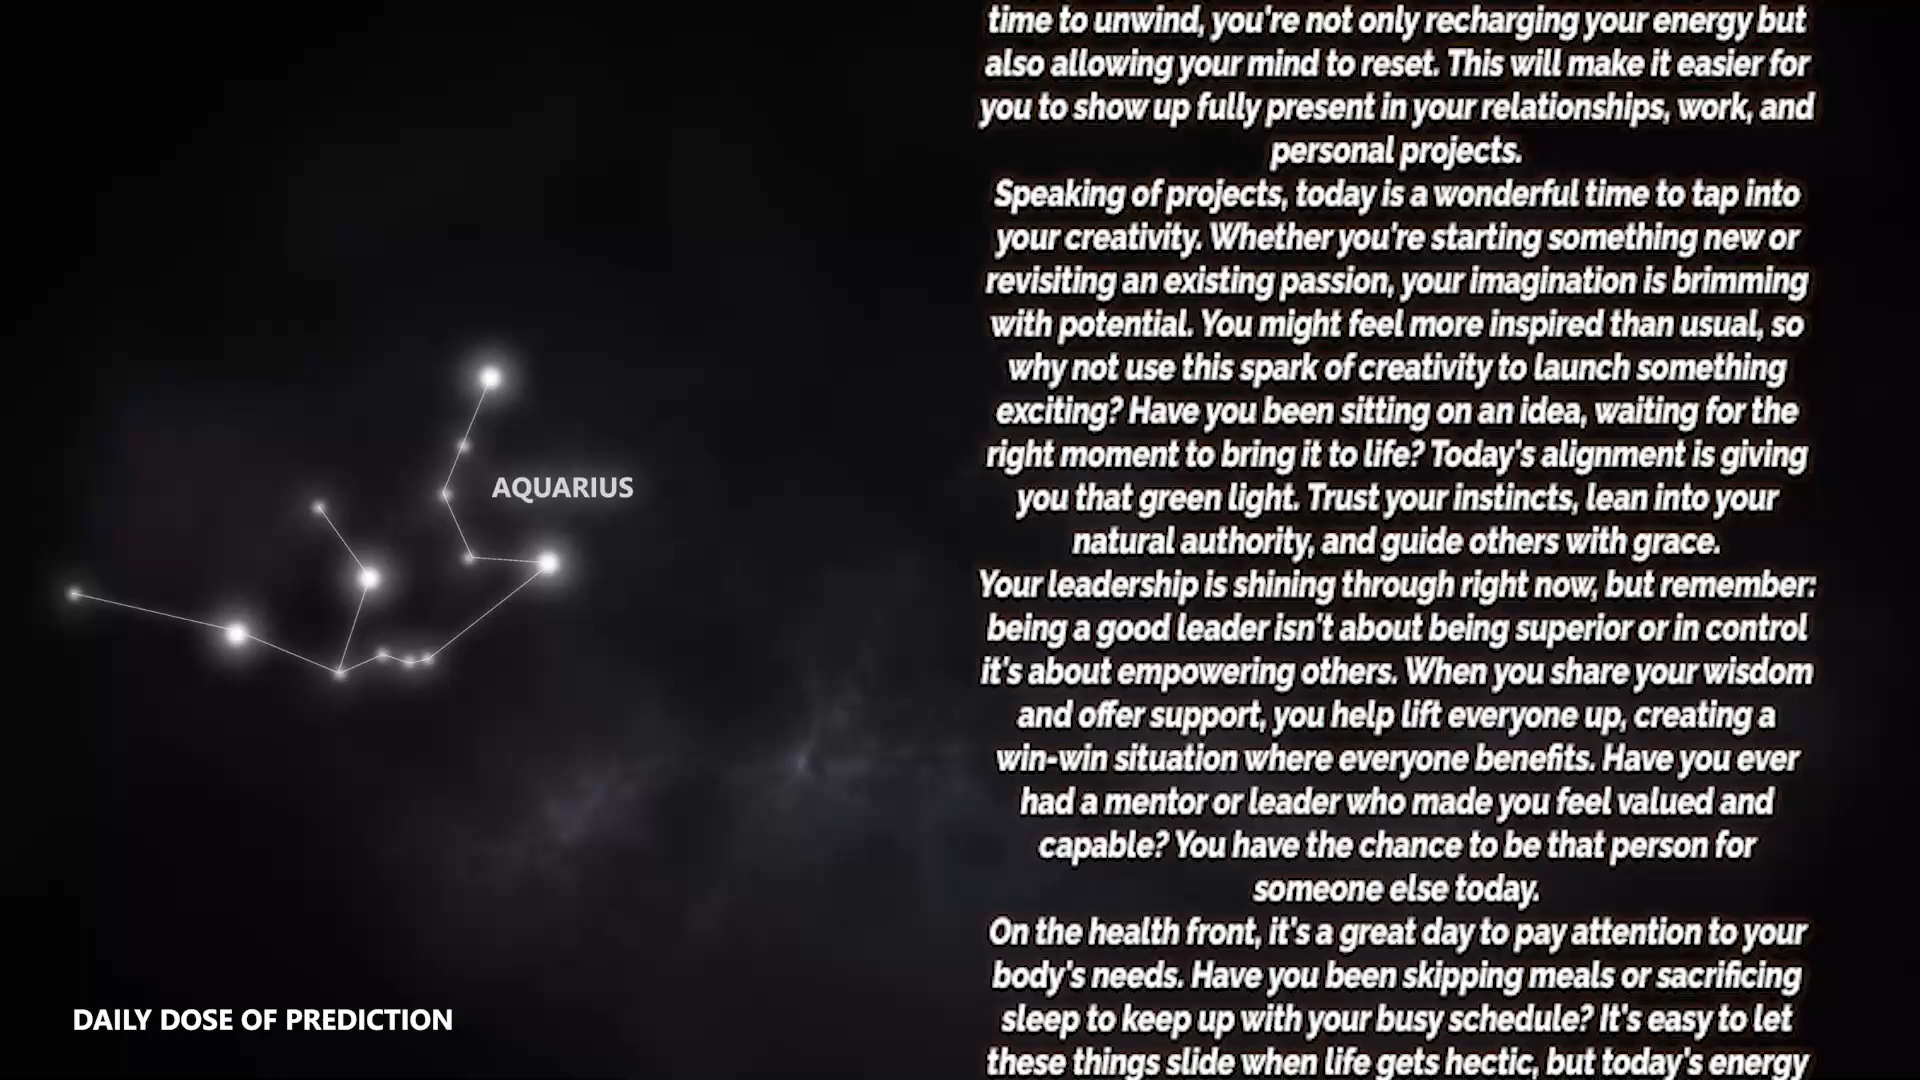 time to unwind, you're not only recharging your energy but
also allowing your mind to reset. This will make it easier for
you to show up fully present in your relationships, work, and
personal projects.
Speaking of projects, today is a wonderful time to tap into
your creativity. Whether you're starting something new or
revisiting an existing passion, your imagination is brimming
with potential. You might feel more inspired than usual, so
why not use this spark of creativity to launch something
exciting? Have you been sitting on an idea, waiting for the
right moment to bring it to life? Today's alignment is giving
you that green light. Trust your instincts, lean into your
natural authority, and guide others with grace.
Your leadership is shining through right now, but remember:
being a good leader isn't about being superior or in control
it's about empowering others. When you share your wisdom
and offer support, you help lift everyone up, creating a
win-win situation where everyone benefits. Have you ever
had a mentor or leader who made you feel valued and
capable? You have the chance to be that person for
someone else today.
On the health front, it's a great day to pay attention to your
body's needs. Have you been skipping meals or sacrificing
sleep to keep up with your busy schedule? It's easy to let
these things slide when life gets hectic, but today's energy
AQUARIUS
DAILY DOSE OF PREDICTION